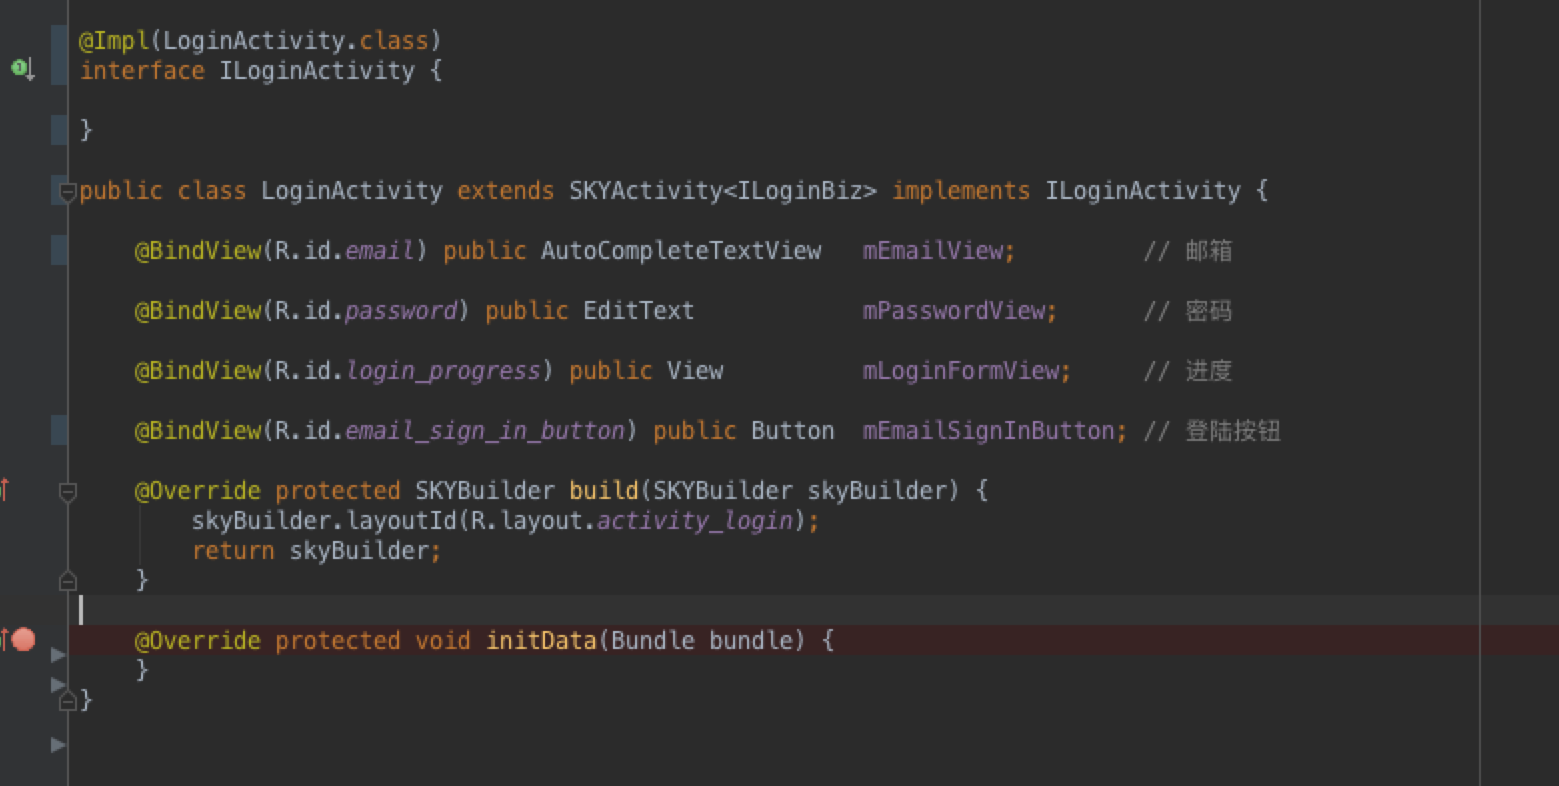 @Impl(LoginActivity.class)
interface ILoginActivity {
}
public class LoginActivity extends SKYActivity<ILoginBiz> implements ILoginActivity {
@BindView(R.id.email) public AutoCompleteTextView mEmailView; // 邮箱
@BindView(R.id.password) public EditText mPasswordView; // 密码
@BindView(R.id.login_progress) public View mLoginFormView; // 进度
@BindView(R.id.email_sign_in_button) public Button mEmailSignInButton; // 登陆按钮
@Override protected SKYBuilder build(SKYBuilder skyBuilder) {
skyBuilder.layoutId(R.layout.activity_login);
return skyBuilder;
}
@Override protected void initData(Bundle bundle) {
}
}